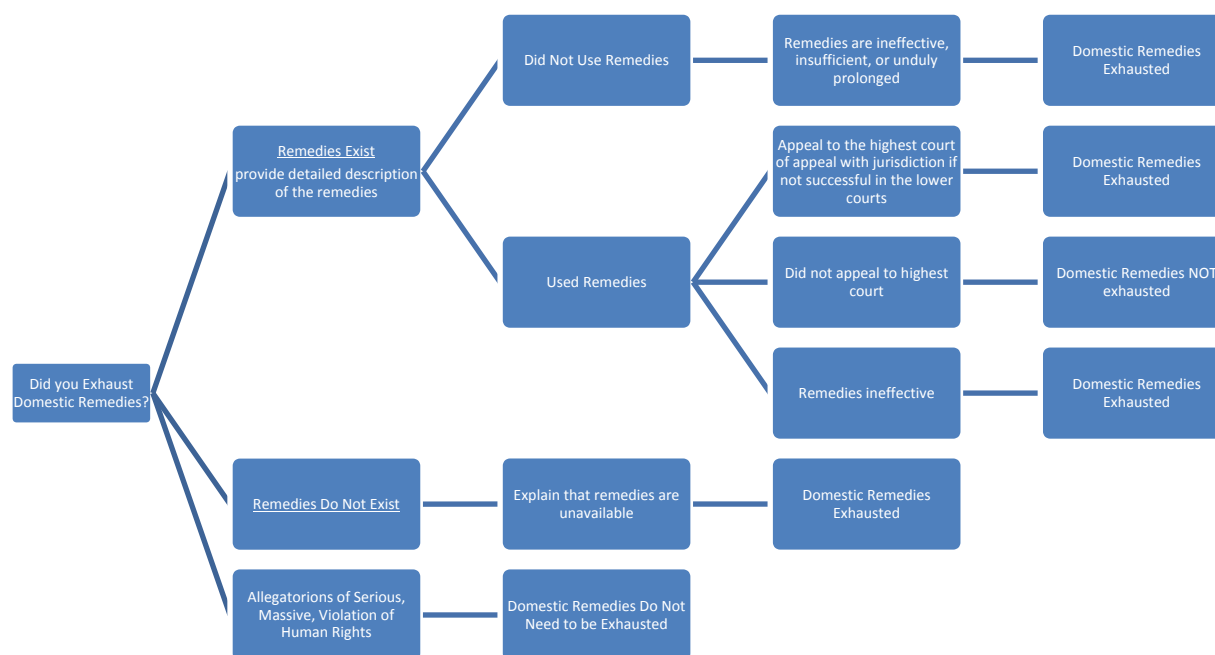 Did you Exhaust
Domestic Remedies?
Remedies Exist
provide detailed description
of the remedies
Did Not Use Remedies
Remedies are ineffective,
insufficient, or unduly
prolonged
Domestic Remedies
Exhausted
Used Remedies
Appeal to the highest court
of appeal with jurisdiction if
not successful in the lower
courts
Domestic Remedies
Exhausted
Did not appeal to highest
court
Domestic Remedies NOT
exhausted
Remedies ineffective
Domestic Remedies
Exhausted
Remedies Do Not Exist
Explain that remedies are
unavailable
Domestic Remedies
Exhausted
Allegatorions of Serious,
Massive, Violation of
Human Rights
Domestic Remedies Do Not
Need to be Exhausted